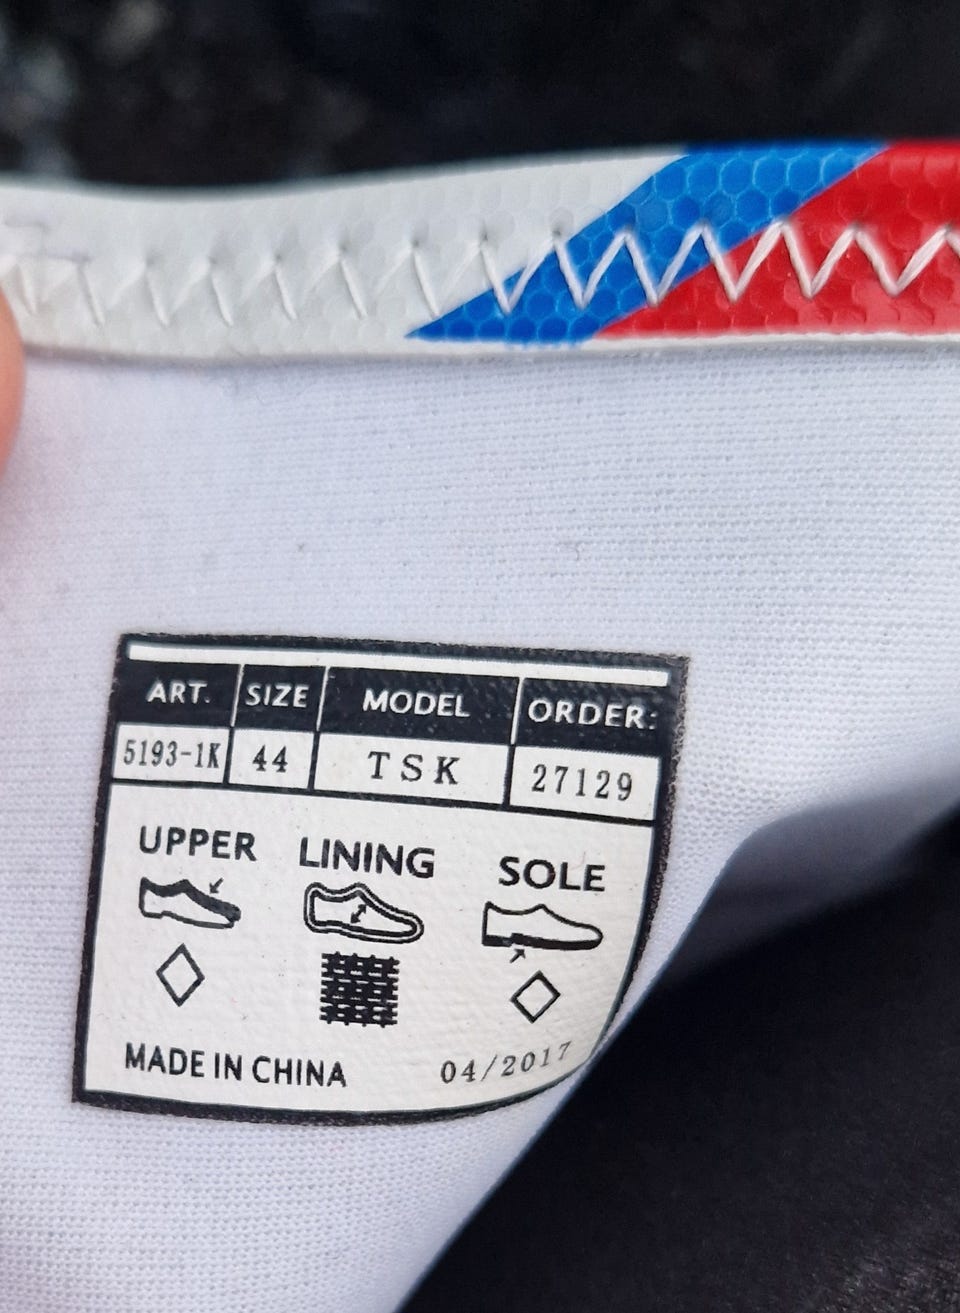 ART. SIZE MODEL ORDER:
5193-1K 44 TSK 27129
UPPER LINING SOLE
MADE IN CHINA 04/2017